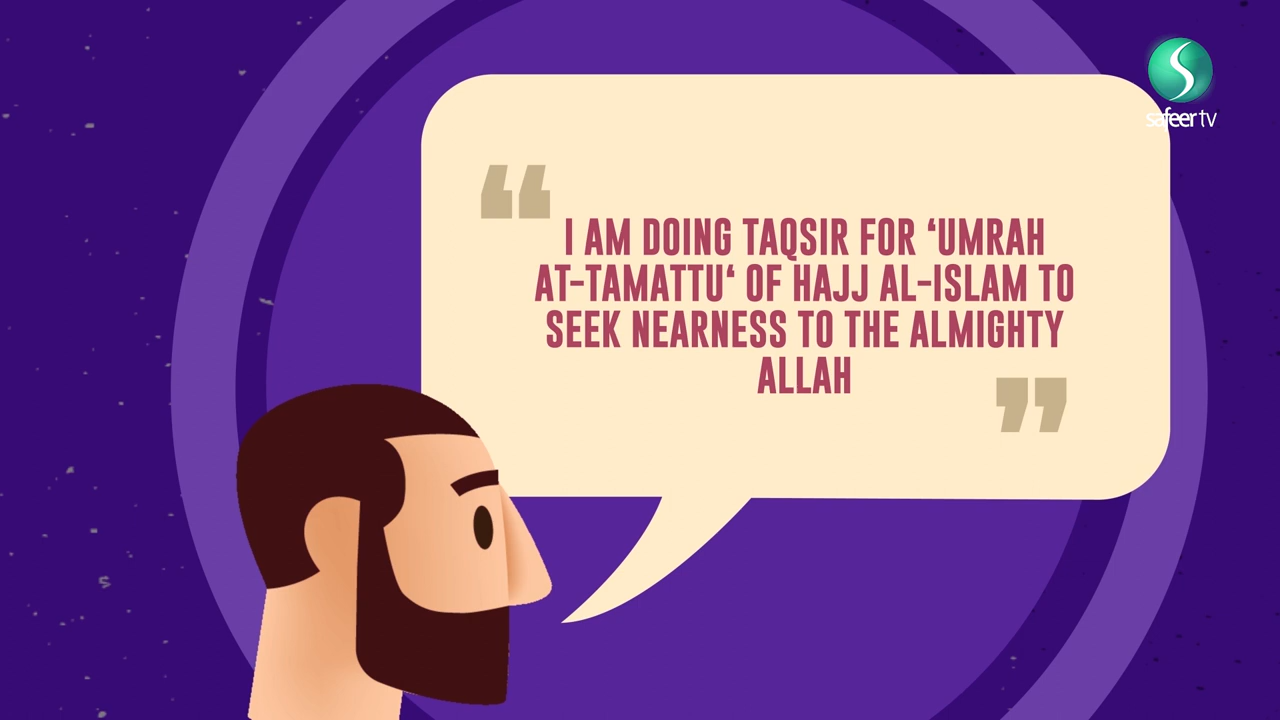 safeer tv
“
I AM DOING TAQSIR FOR ‘UMRAH
AT-TAMATTU‘ OF HAJJ AL-ISLAM TO
SEEK NEARNESS TO THE ALMIGHTY
ALLAH
”